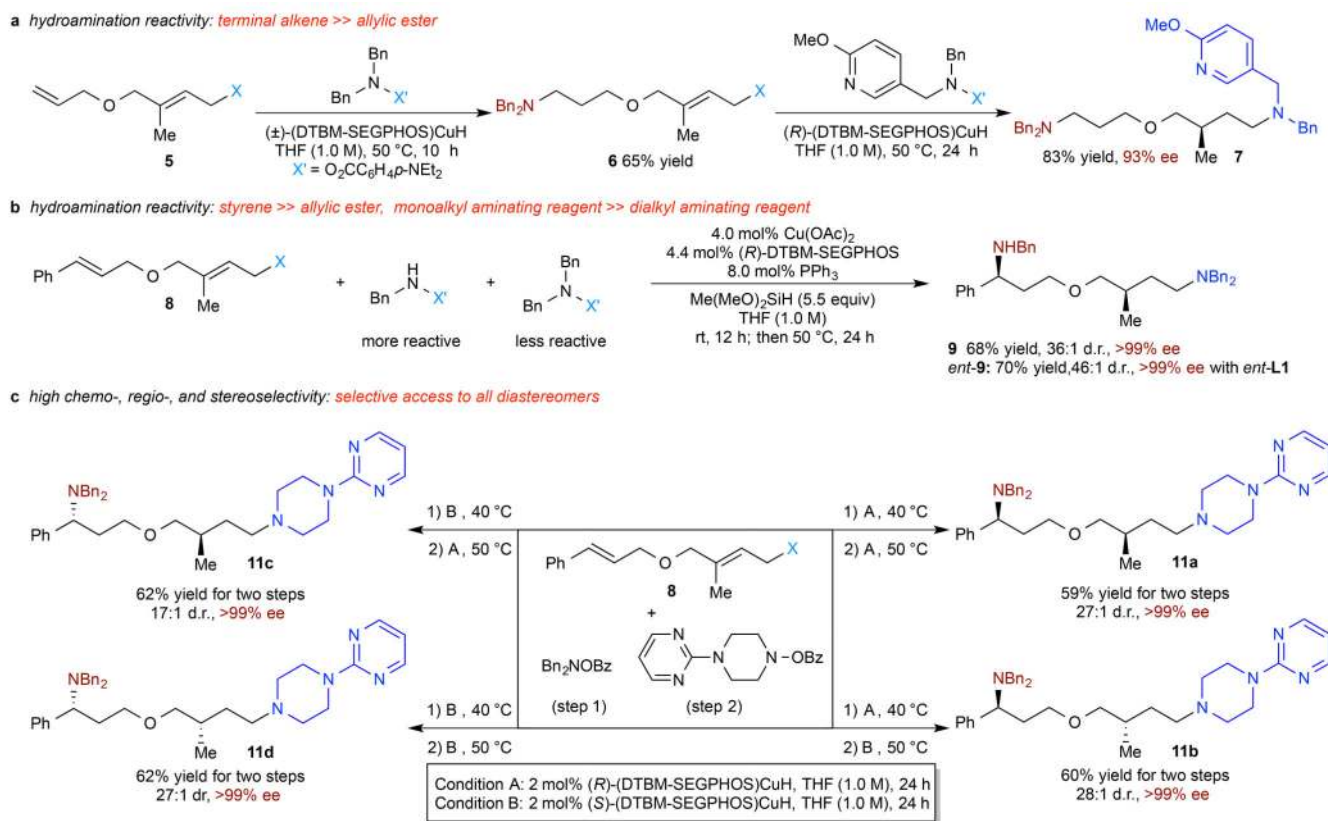 a hydroamination reactivity: terminal alkene >> allylic ester
O
Me
X
5
Bn
N
Bn
X'
(±)-(DTBM-SEGPHOS)CuH
THF (1.0 M), 50 °C, 10 h
X' = O₂CC₆H₄p-NEt₂
Bn₂N
O
Me
X
6 65% yield
MeO
N
Bn
N
X'
(R)-(DTBM-SEGPHOS)CuH
THF (1.0 M), 50 °C, 24 h
MeO
N
N
Bn
Bn₂N
O
Me
83% yield, 93% ee
7
b hydroamination reactivity: styrene >> allylic ester, monoalkyl aminating reagent >> dialkyl aminating reagent
Ph
O
Me
X
8
+
H
N
Bn
X'
more reactive
+
Bn
N
Bn
X'
less reactive
4.0 mol% Cu(OAc)₂
4.4 mol% (R)-DTBM-SEGPHOS
8.0 mol% PPh₃
Me(MeO)₂SiH (5.5 equiv)
THF (1.0 M)
rt, 12 h; then 50 °C, 24 h
NHBn
Ph
O
Me
NBn₂
9 68% yield, 36:1 d.r., >99% ee
ent-9: 70% yield,46:1 d.r., >99% ee with ent-L1
c high chemo-, regio-, and stereoselectivity: selective access to all diastereomers
NBn₂
Ph
O
Me
N
N
N
N
11c
62% yield for two steps
17:1 d.r., >99% ee
1) B , 40 °C
2) A , 50 °C
1) A , 40 °C
2) A , 50 °C
NBn₂
Ph
O
Me
N
N
N
N
11a
59% yield for two steps
27:1 d.r., >99% ee
Ph
O
Me
X
8
+
Bn₂NOBz
(step 1)
N
N
N
N
OBz
(step 2)
NBn₂
Ph
O
Me
N
N
N
N
11d
62% yield for two steps
27:1 dr, >99% ee
1) B , 40 °C
2) B , 50 °C
1) A , 40 °C
2) B , 50 °C
NBn₂
Ph
O
Me
N
N
N
N
11b
60% yield for two steps
28:1 d.r., >99% ee
Condition A: 2 mol% (R)-(DTBM-SEGPHOS)CuH, THF (1.0 M), 24 h
Condition B: 2 mol% (S)-(DTBM-SEGPHOS)CuH, THF (1.0 M), 24 h